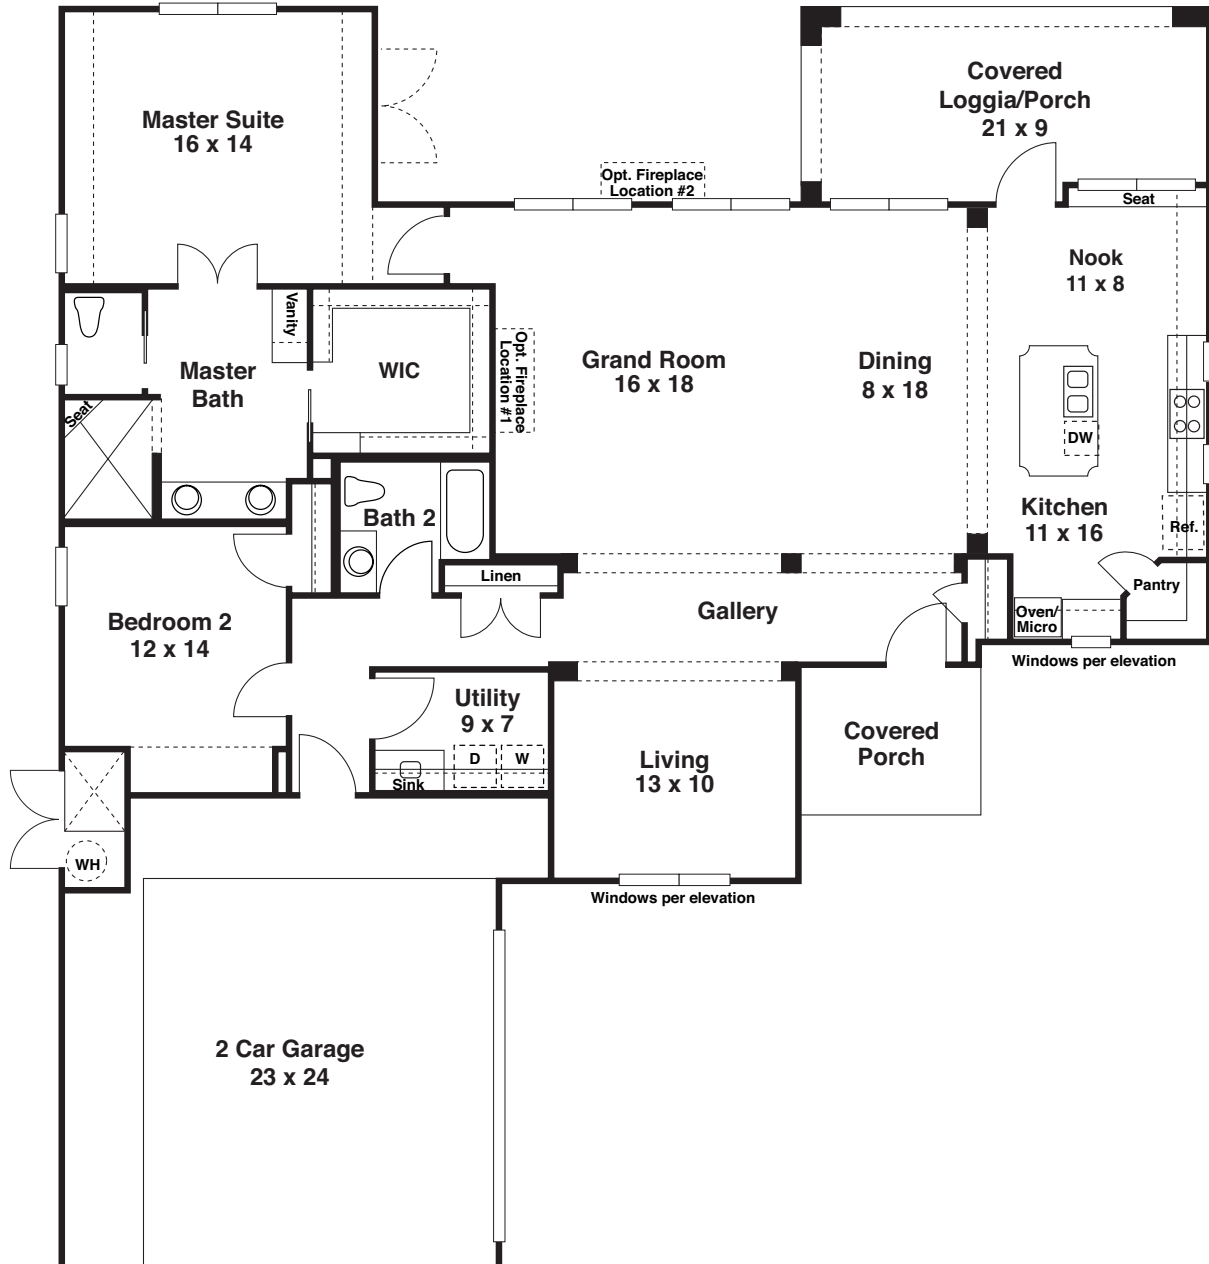 Master Suite
16 x 14
Covered
Loggia/Porch
21 x 9
Opt. Fireplace
Location #2
Seat
Nook
11 x 8
Vanity
Master
Bath
WIC
Opt. Fireplace
Location #1
Grand Room
16 x 18
Dining
8 x 18
Seat
DW
Kitchen
11 x 16
Ref.
Bath 2
Linen
Pantry
Gallery
Oven/
Micro
Bedroom 2
12 x 14
Windows per elevation
Utility
9 x 7
Covered
Porch
D
W
Sink
Living
13 x 10
WH
Windows per elevation
2 Car Garage
23 x 24